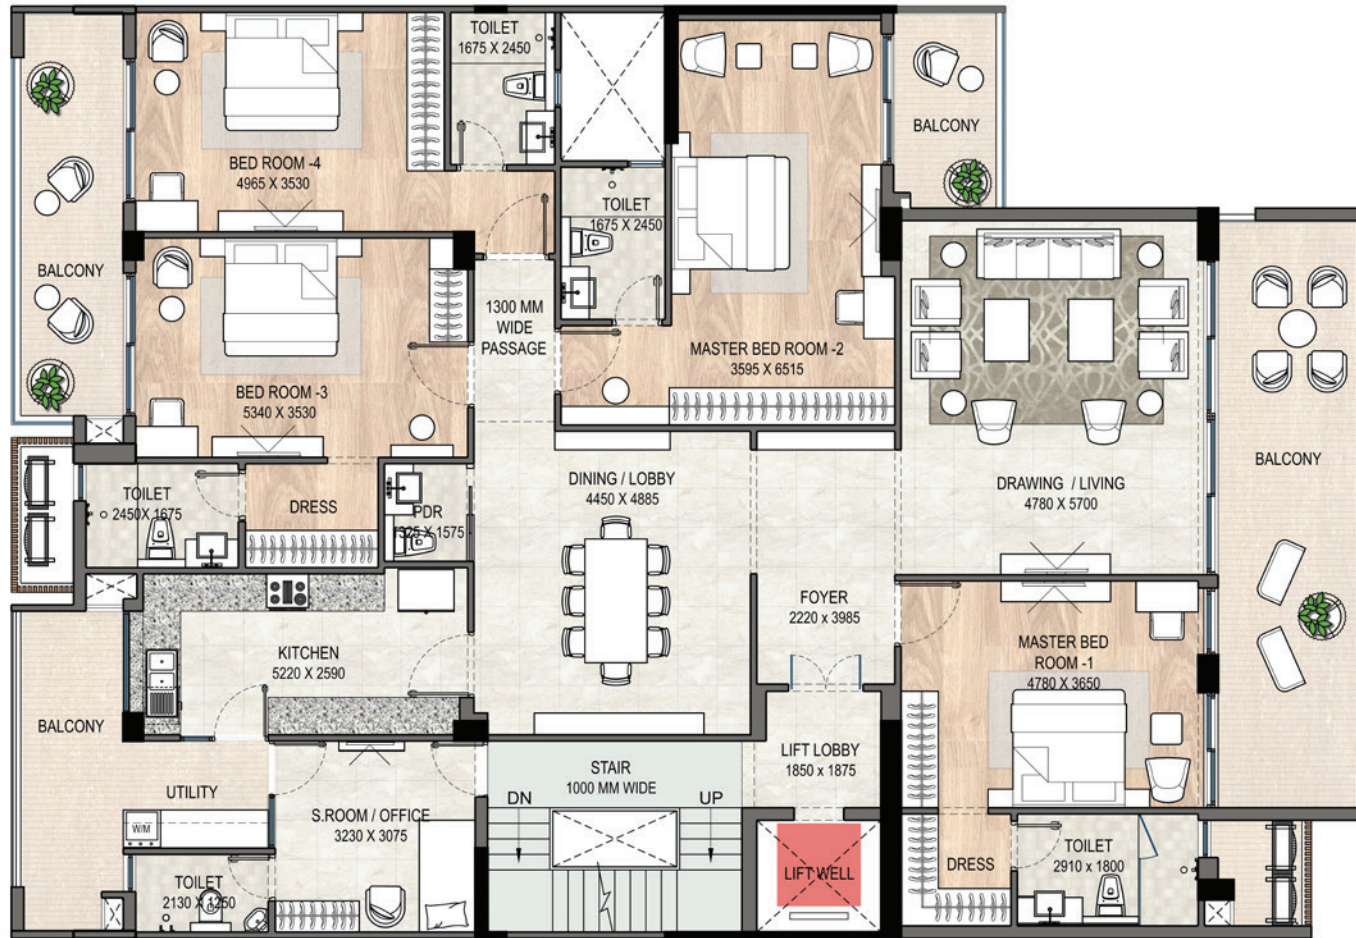 TOILET
1675 X 2450
BED ROOM -4
4965 X 3530
TOILET
1675 X 2450
BALCONY
BALCONY
1300 MM
WIDE
PASSAGE
MASTER BED ROOM -2
3595 X 6515
BED ROOM -3
5340 X 3530
BALCONY
DINING / LOBBY
4450 X 4885
DRAWING / LIVING
4780 X 5700
TOILET
2450X 1675
DRESS
PDR
1325 X 1575
FOYER
2220 x 3985
KITCHEN
5220 X 2590
MASTER BED
ROOM -1
4780 X 3650
BALCONY
UTILITY
W/M
S.ROOM / OFFICE
3230 X 3075
STAIR
1000 MM WIDE
DN
UP
LIFT LOBBY
1850 x 1875
LIFT WELL
DRESS
TOILET
2910 x 1800
TOILET
2130 X 1250